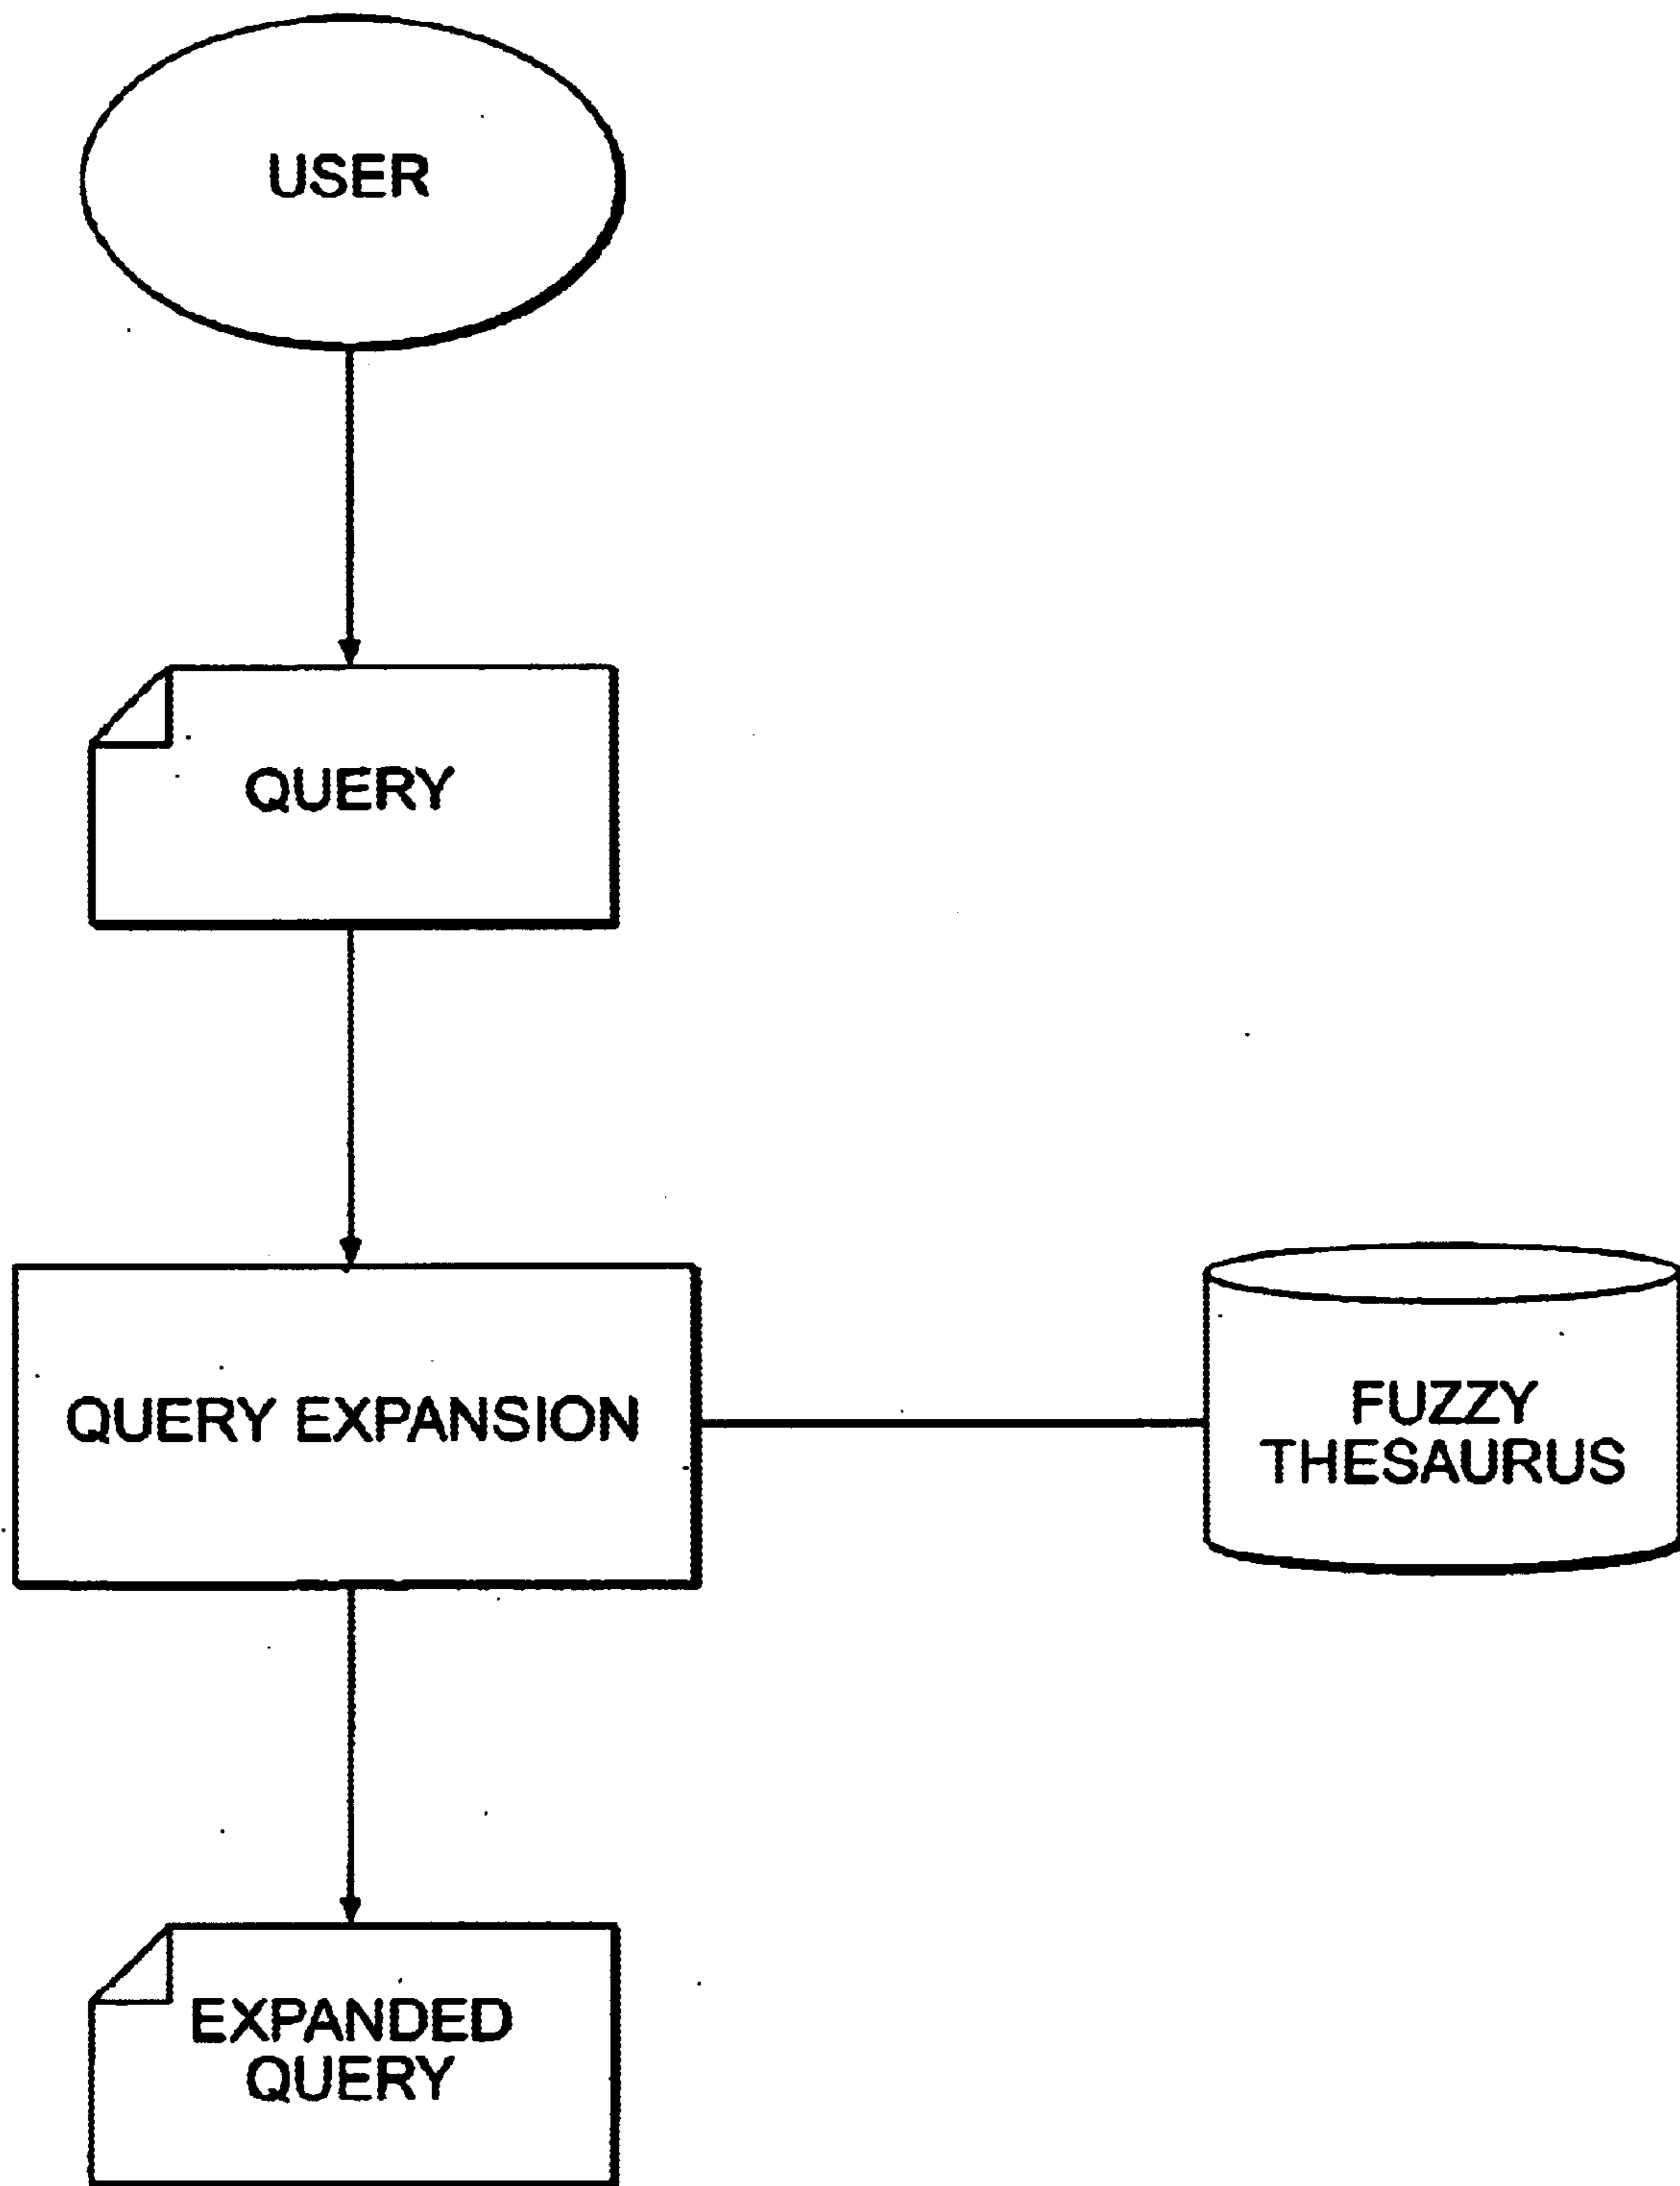 USER
QUERY
QUERY EXPANSION
FUZZY
THESAURUS
EXPANDED
QUERY